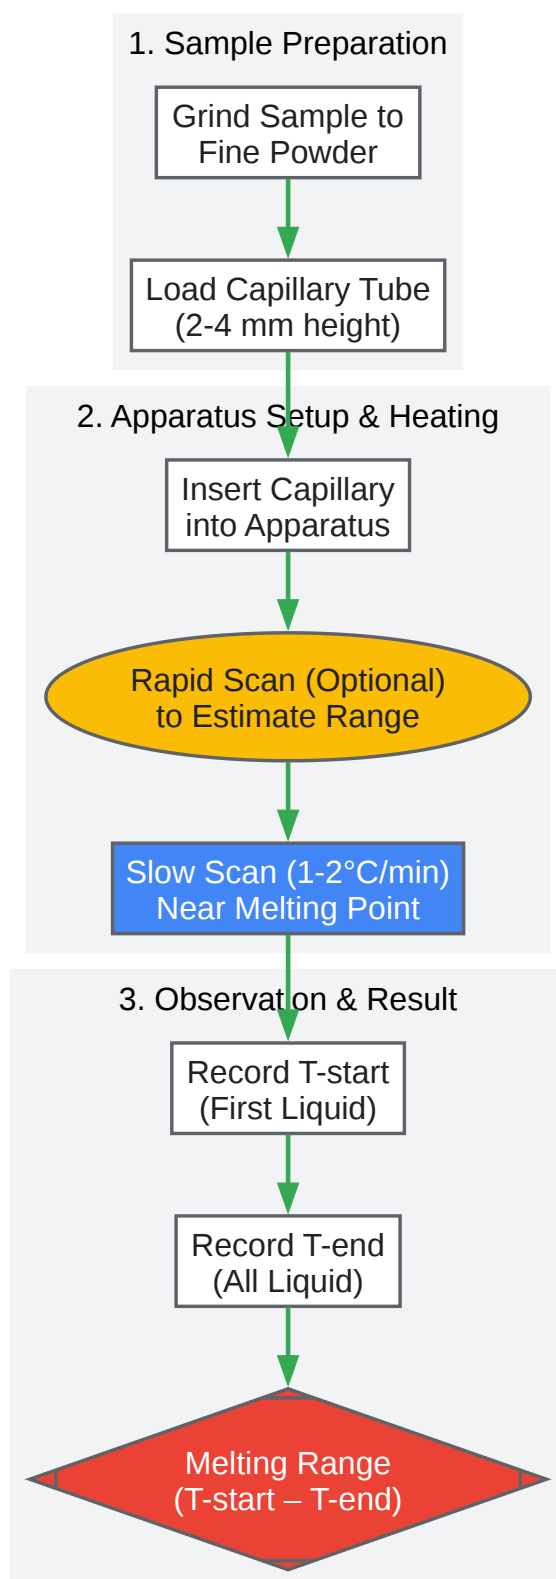 1. Sample Preparation
Grind Sample to
Fine Powder
Load Capillary Tube
(2-4 mm height)
2. Apparatus Setup & Heating
Insert Capillary
into Apparatus
Rapid Scan (Optional)
to Estimate Range
Slow Scan (1-2°C/min)
Near Melting Point
3. Observation & Result
Record T-start
(First Liquid)
Record T-end
(All Liquid)
Melting Range
(T-start – T-end)